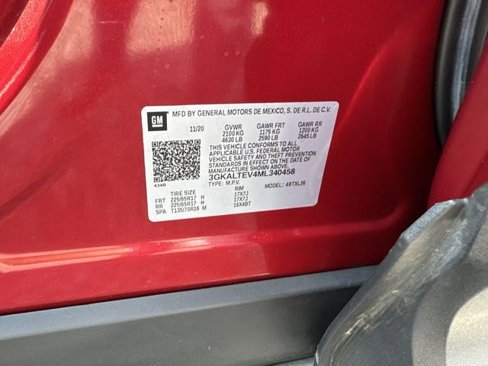 GM
MFD BY GENERAL MOTORS DE MEXICO, S. DE R.L. DE C.V.
11/20 GVWR GAWR FRT GAWR RR
2100 KG 1175 KG 1200 KG
4630 LB 2590 LB 2645 LB
THIS VEHICLE CONFORMS TO ALL
APPLICABLE U.S. FEDERAL MOTOR
VEHICLE SAFETY AND BUMPER
STANDARDS IN EFFECT ON THE DATE OF
MANUFACTURE SHOWN ABOVE
3GKALTEV4ML340458
TYPE: M.P.V. MODEL: 4XTXL26
TIRE SIZE RIM
FRT 225/65R17 H 17X7J
RR 225/65R17 H 17X7J
SPA T135/70R16 M 16X4BT